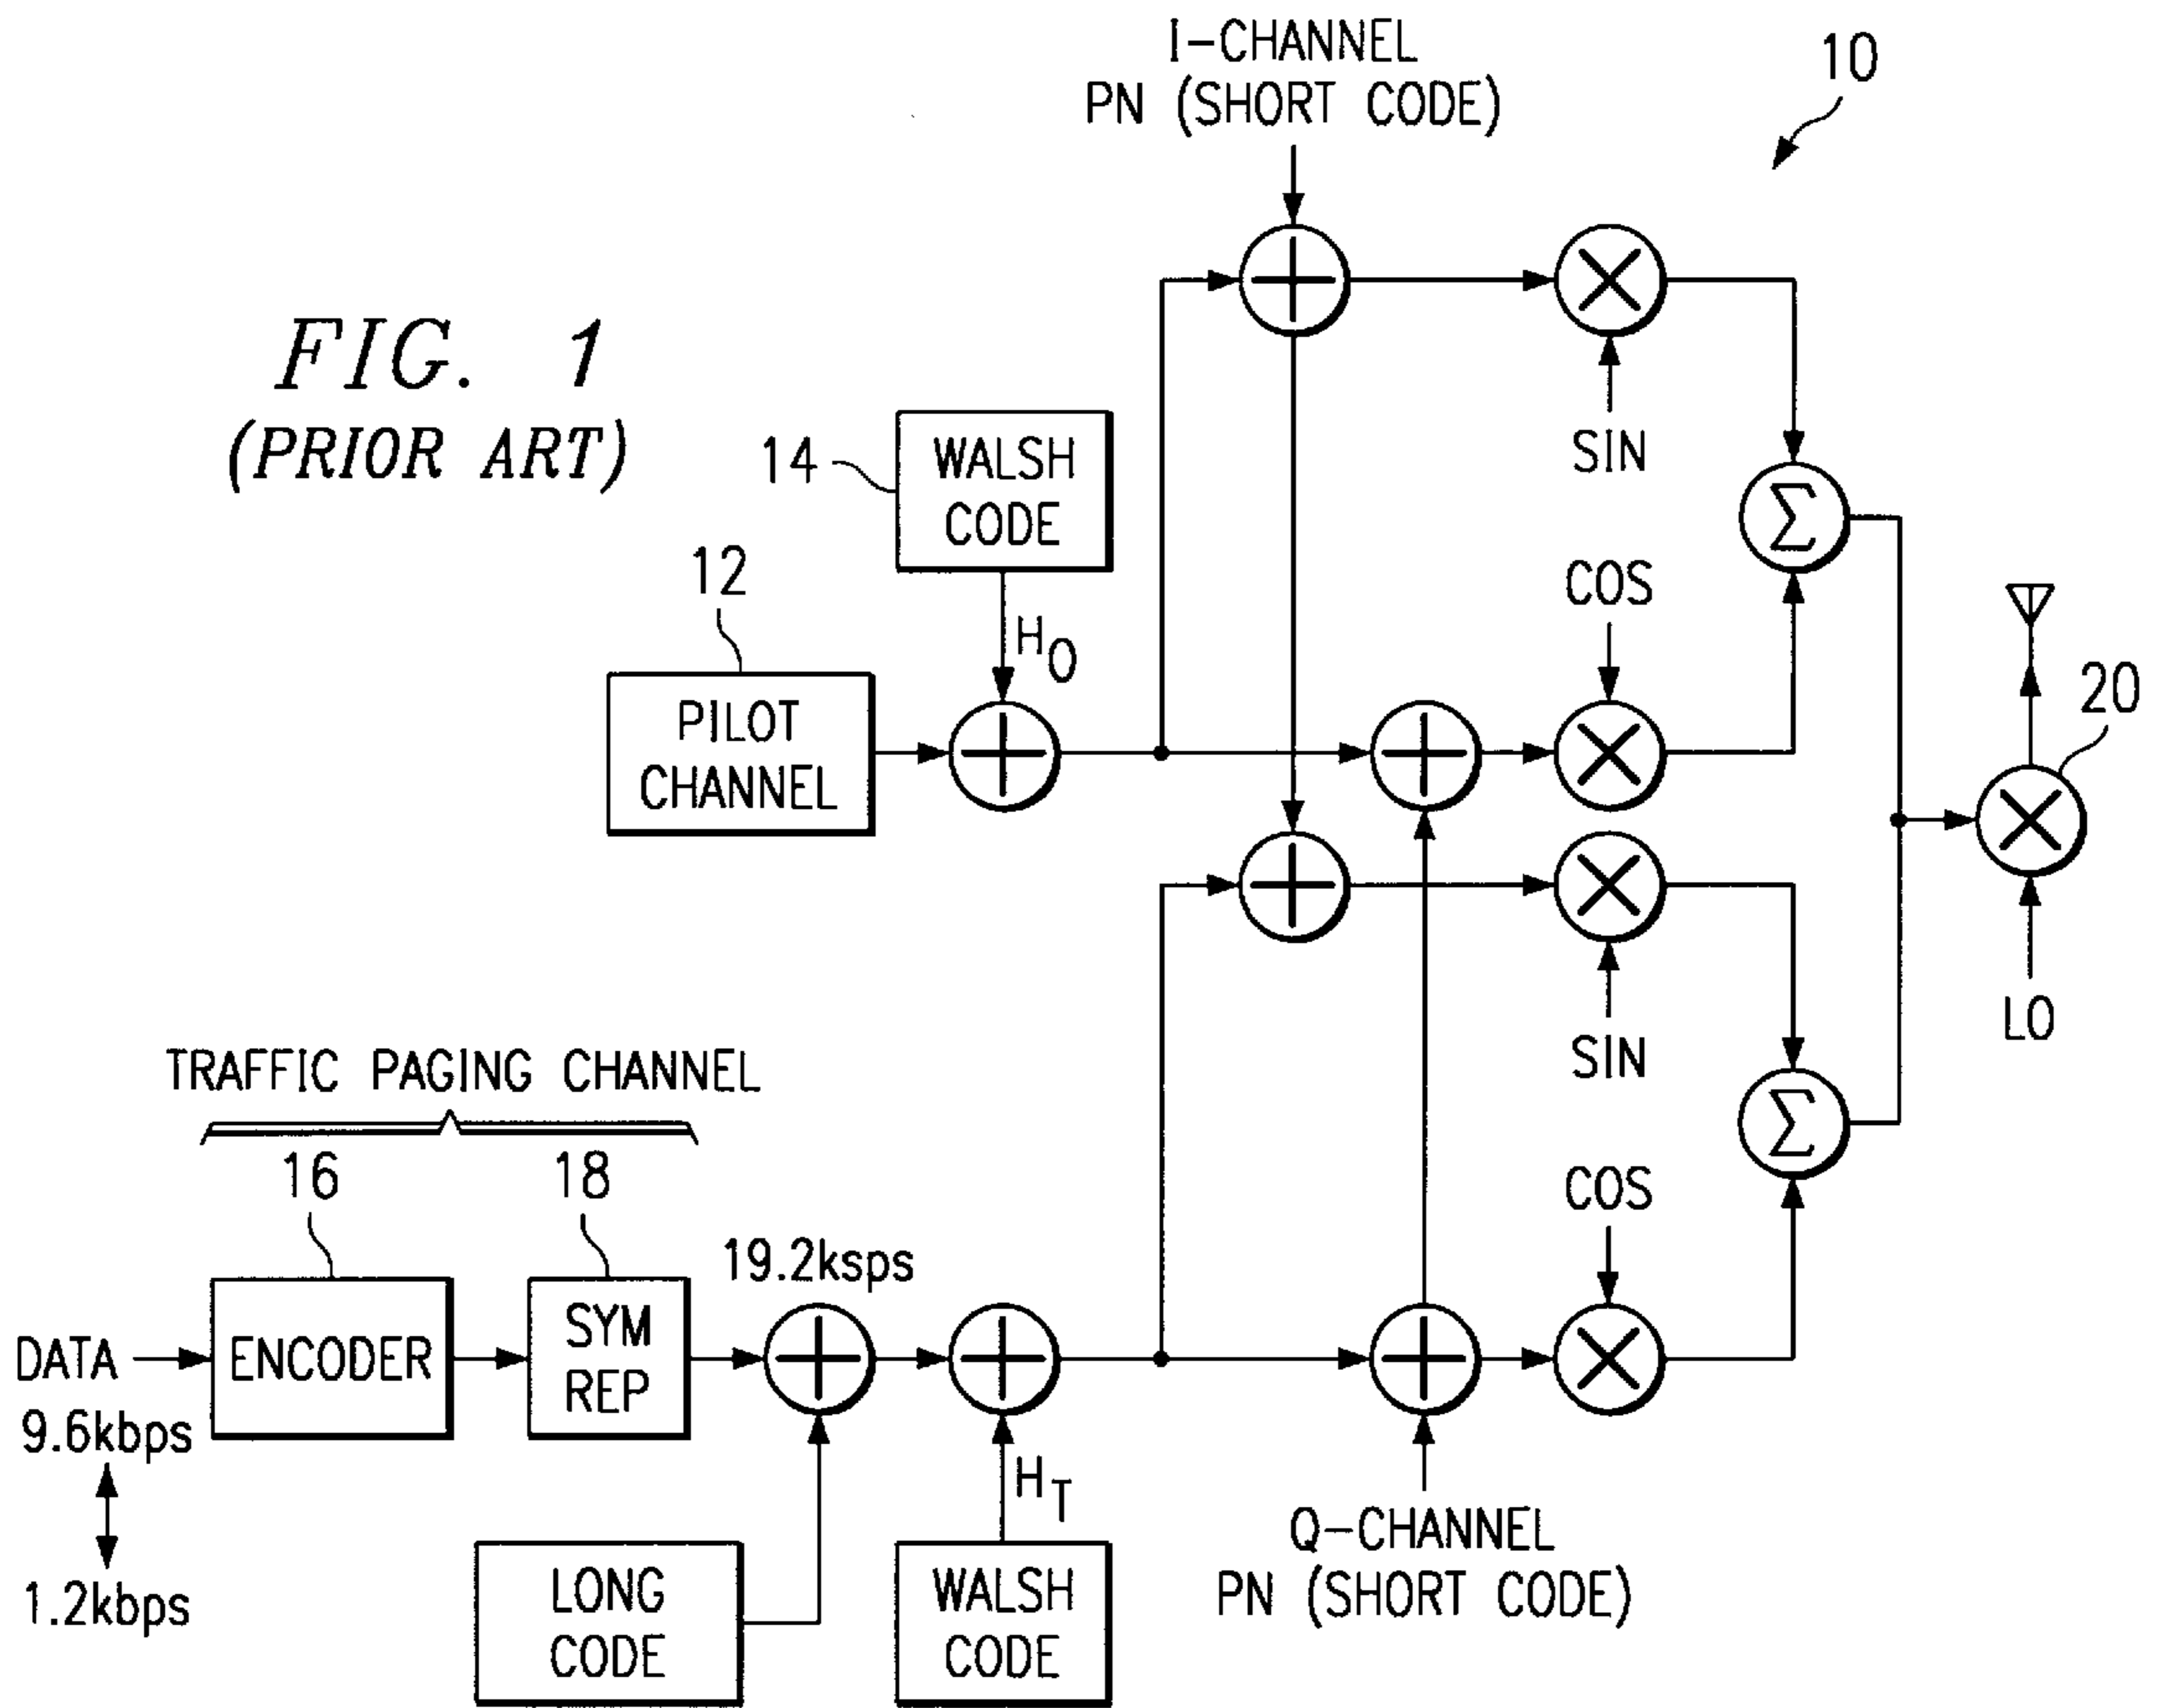 I-CHANNEL
PN (SHORT CODE)
10
FIG. 1
(PRIOR ART)
14
WALSH
CODE
SIN
Σ
12
H0
COS
PILOT
CHANNEL
20
SIN
LO
TRAFFIC PAGING CHANNEL
16
18
Σ
COS
19.2ksps
DATA
ENCODER
SYM
REP
9.6kbps
1.2kbps
HT
LONG
CODE
WALSH
CODE
Q-CHANNEL
PN (SHORT CODE)